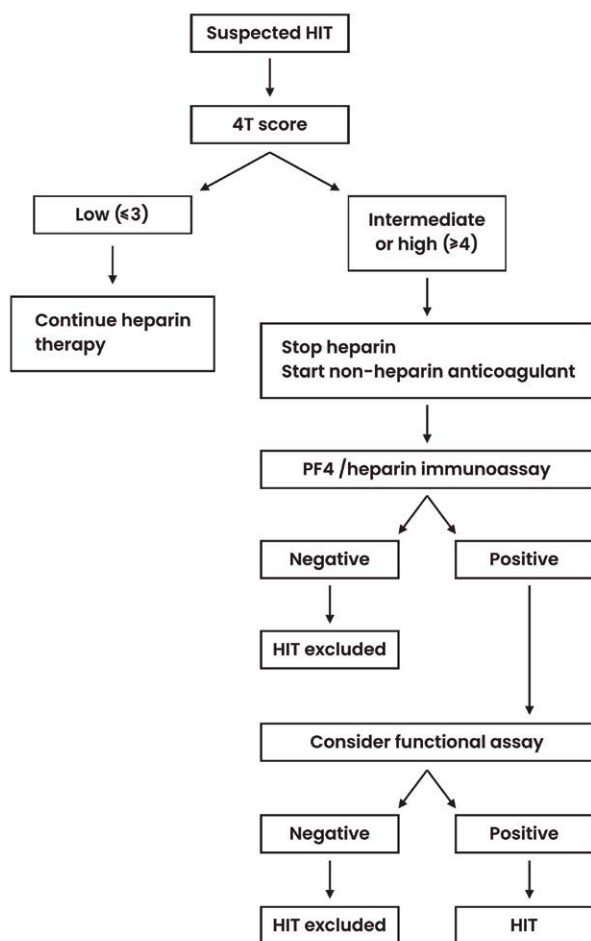 Suspected HIT
4T score
Low (≤3)
Intermediate
or high (≥4)
Continue heparin
therapy
Stop heparin
Start non-heparin anticoagulant
PF4 /heparin immunoassay
Negative
Positive
HIT excluded
Consider functional assay
Negative
Positive
HIT excluded
HIT